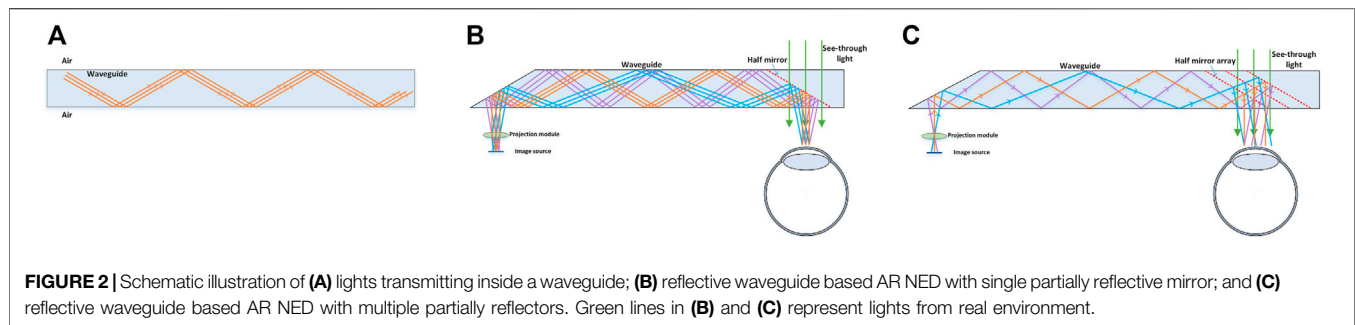 A
Air
Waveguide
Air
B
Waveguide
Half mirror
See-through
light
Projection module
Image source
C
Waveguide
Half mirror array
See-through
light
Projection module
Image source
FIGURE 2 | Schematic illustration of (A) lights transmitting inside a waveguide; (B) reflective waveguide based AR NED with single partially reflective mirror; and (C)
reflective waveguide based AR NED with multiple partially reflectors. Green lines in (B) and (C) represent lights from real environment.